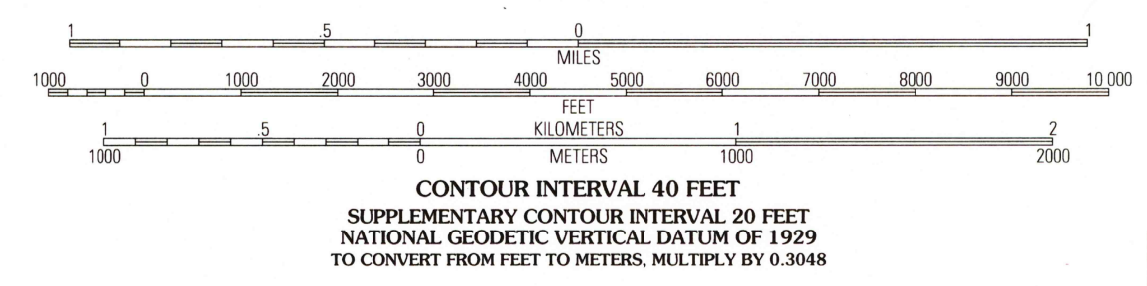 1 .5 0 1
MILES
1000 0 1000 2000 3000 4000 5000 6000 7000 8000 9000 10 000
FEET
1 .5 0 KILOMETERS 1 2
1000 0 METERS 1000 2000
CONTOUR INTERVAL 40 FEET
SUPPLEMENTARY CONTOUR INTERVAL 20 FEET
NATIONAL GEODETIC VERTICAL DATUM OF 1929
TO CONVERT FROM FEET TO METERS, MULTIPLY BY 0.3048